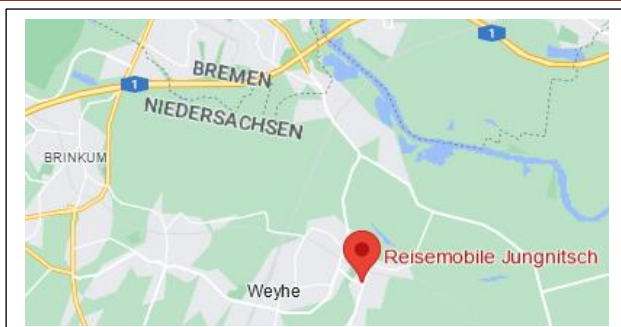 1
BREMEN
1
NIEDERSACHSEN
BRINKUM
Reisemobile Jungnitsch
Weyhe